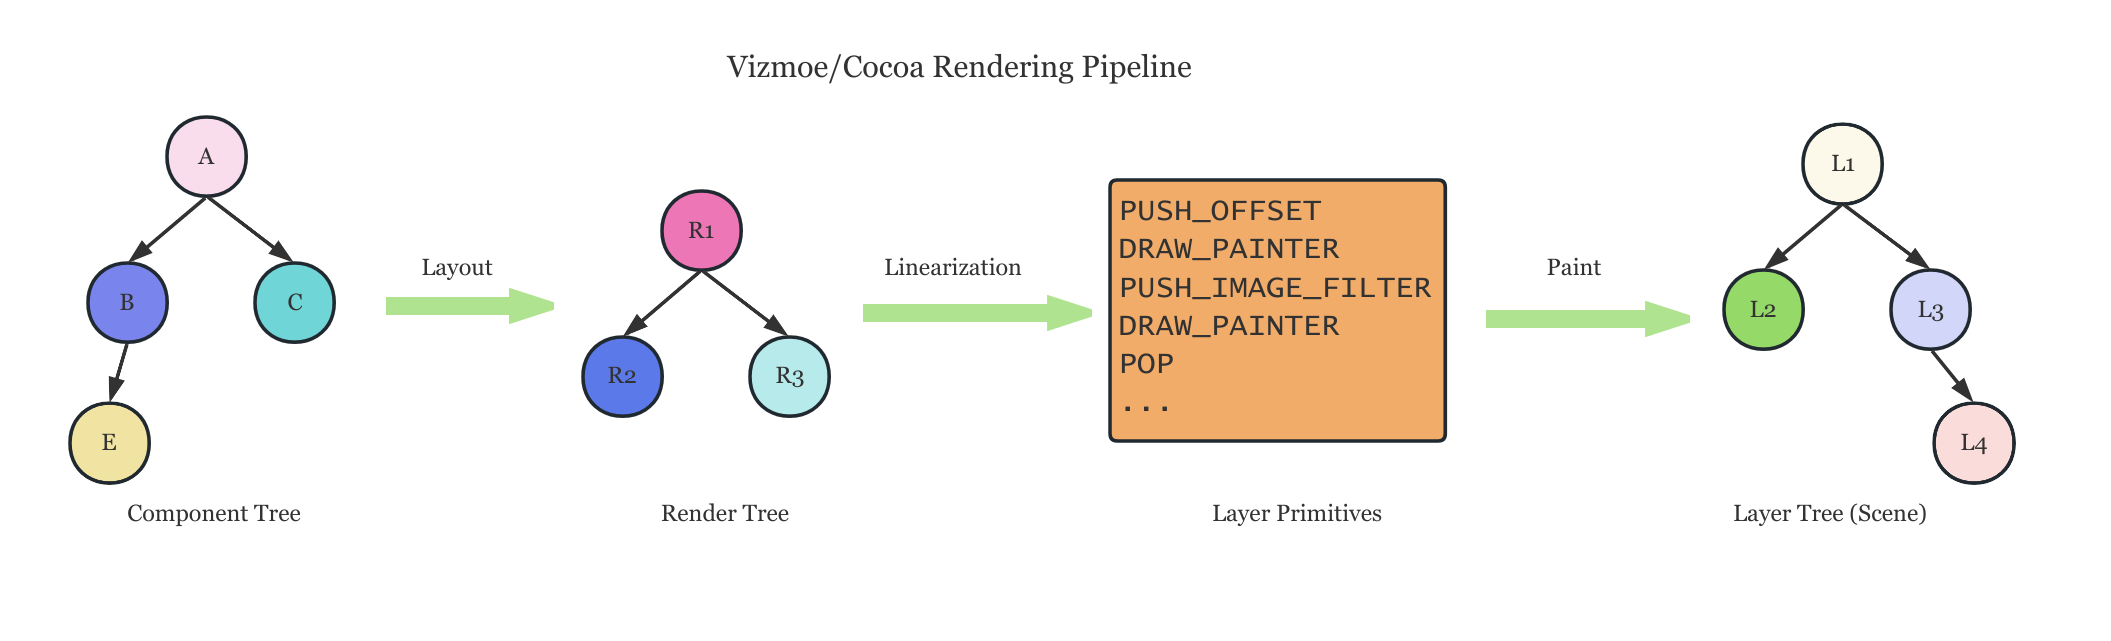 Vizmoe/Cocoa Rendering Pipeline
A
B
C
E
Component Tree
Layout
R1
R2
R3
Render Tree
Linearization
PUSH_OFFSET
DRAW_PAINTER
PUSH_IMAGE_FILTER
DRAW_PAINTER
POP
...
Layer Primitives
Paint
L1
L2
L3
L4
Layer Tree (Scene)